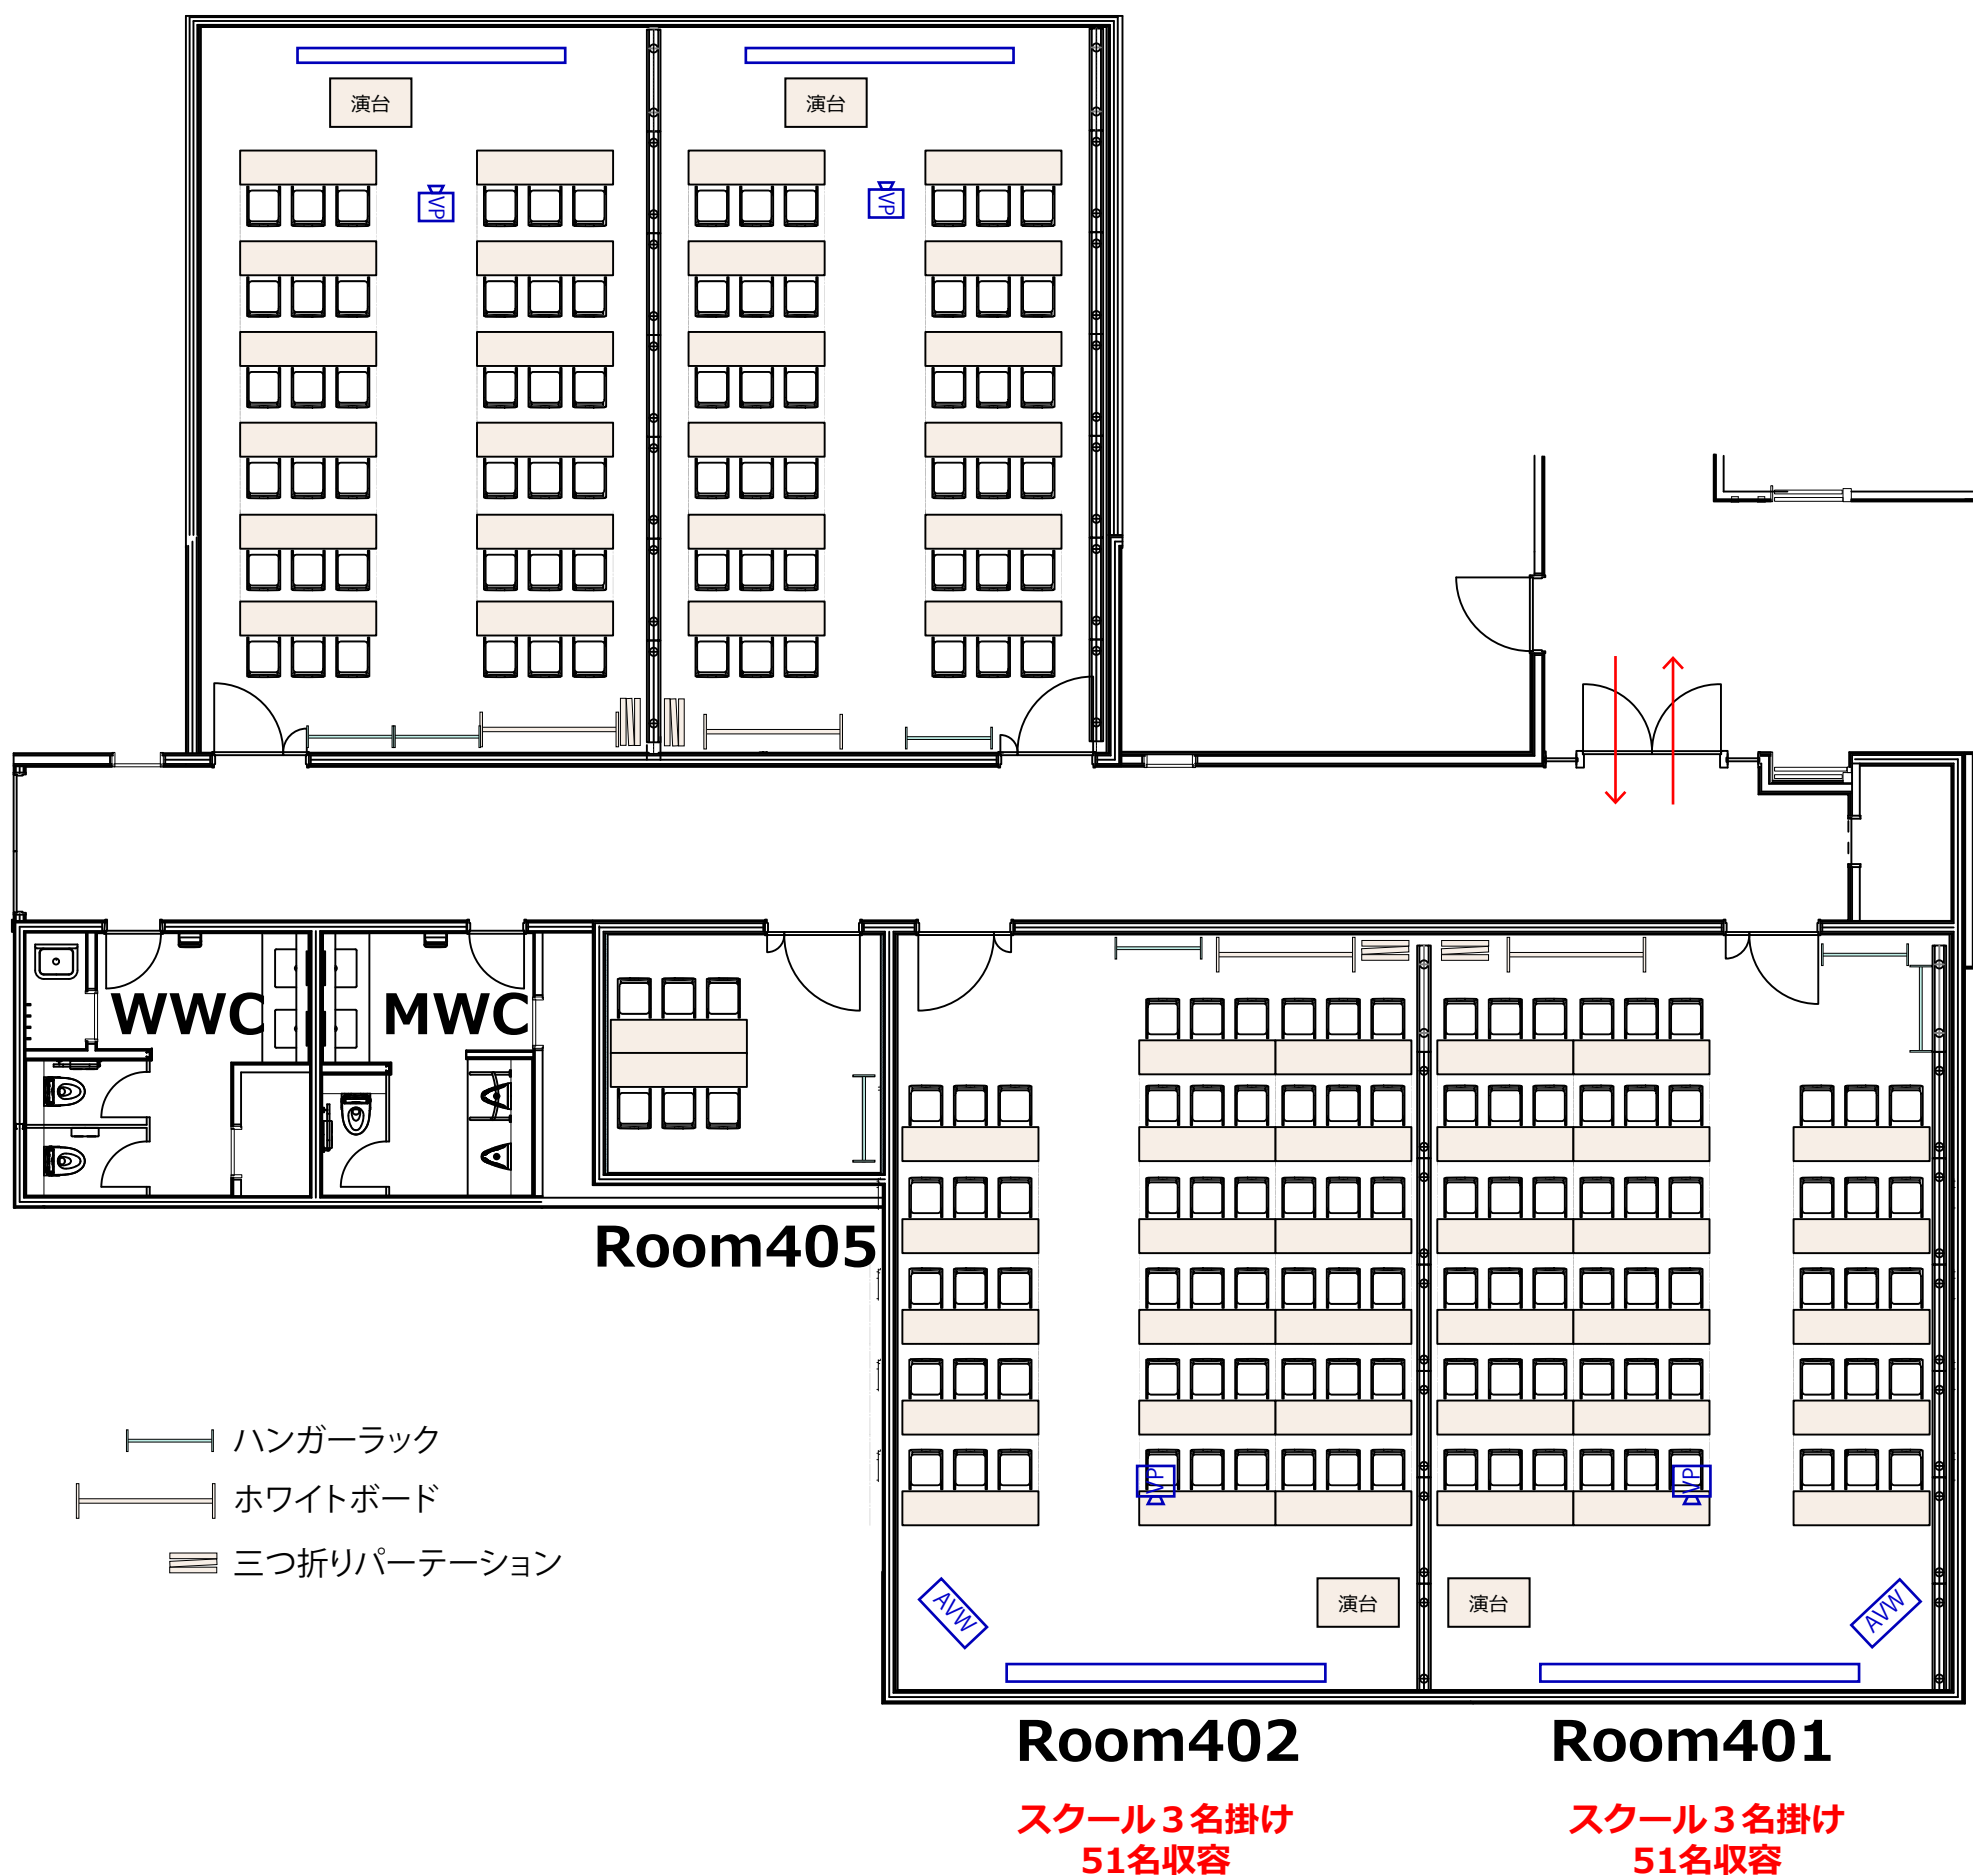 演台
演台
VP
VP
WWC
MWC
Room405
ハンガーラック
ホワイトボード
三つ折りパーテーション
VP
VP
演台
演台
AVW
AVW
Room402
Room401
スクール３名掛け
51名収容
スクール３名掛け
51名収容